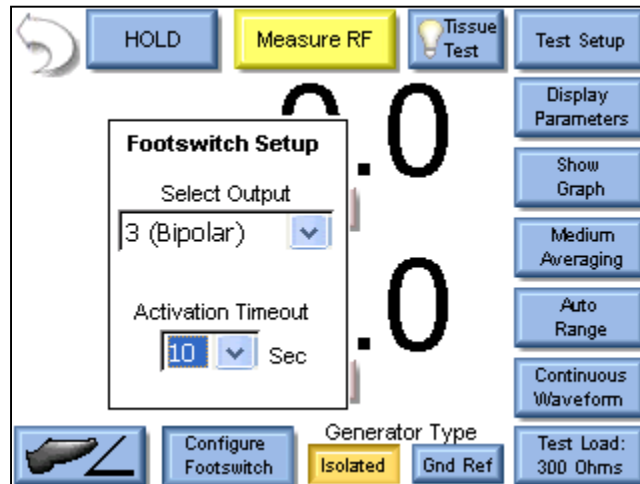 HOLD
Measure RF
Tissue
Test
Test Setup
Display
Parameters
Show
Graph
Medium
Averaging
Auto
Range
Continuous
Waveform
Test Load:
300 Ohms
Footswitch Setup
Select Output
3 (Bipolar)
Activation Timeout
10 Sec
.0
.0
Configure
Footswitch
Generator Type
Isolated
Gnd Ref